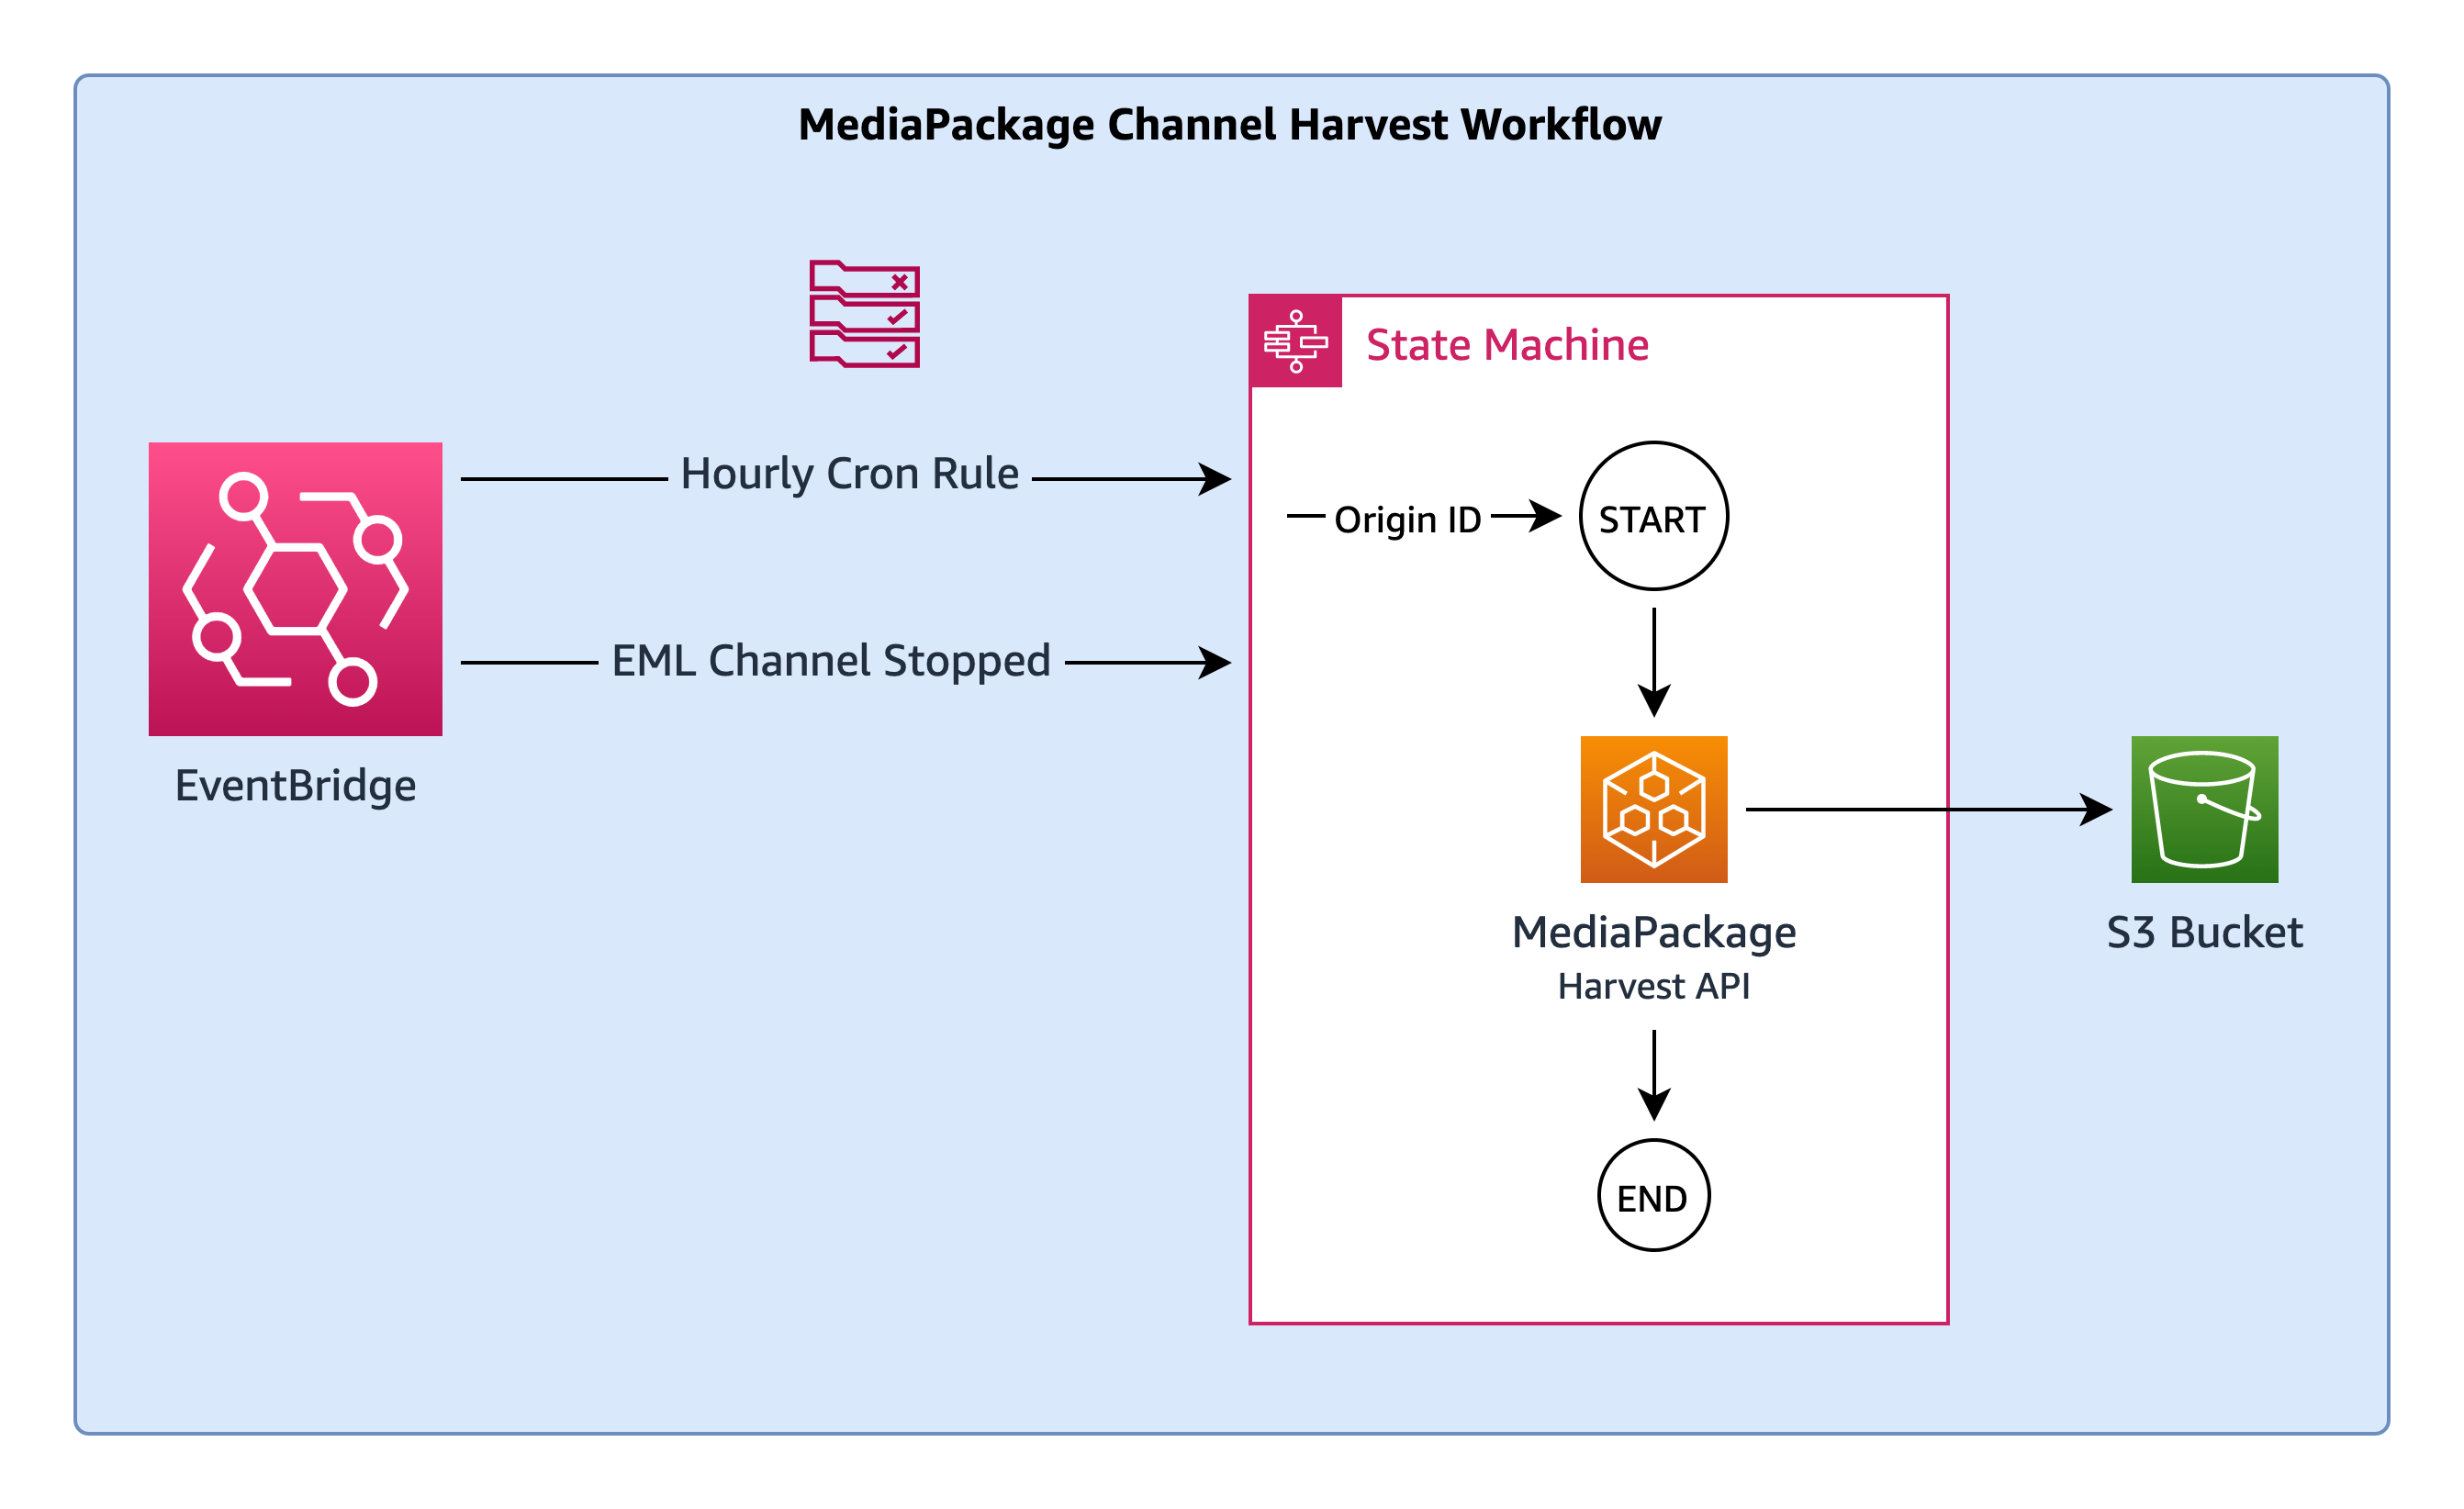 MediaPackage Channel Harvest Workflow
State Machine
Hourly Cron Rule
Origin ID
START
EML Channel Stopped
EventBridge
MediaPackage
Harvest API
S3 Bucket
END